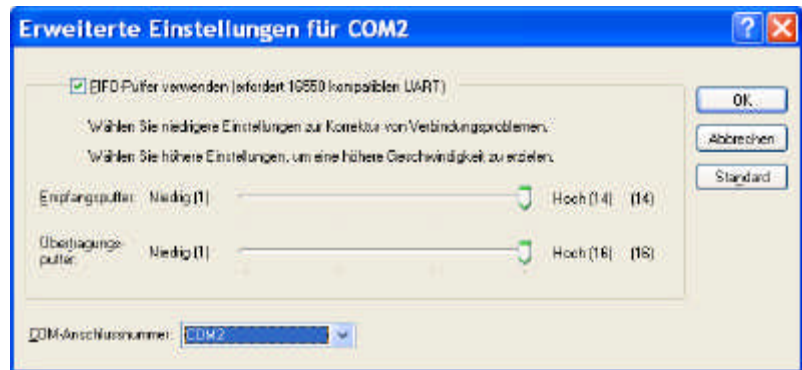 Erweiterte Einstellungen für COM2
FIFO-Puffer verwenden (erfordert 16550 kompatiblen UART)
Wählen Sie niedrigere Einstellungen zur Korrektur von Verbindungsproblemen.
Wählen Sie höhere Einstellungen, um eine höhere Geschwindigkeit zu erzielen.
Empfangspuffer: Niedrig (1) Hoch (14) (14)
Übertragungs-
puffer: Niedrig (1) Hoch (16) (16)
COM-Anschlussnummer: COM2
OK
Abbrechen
Standard